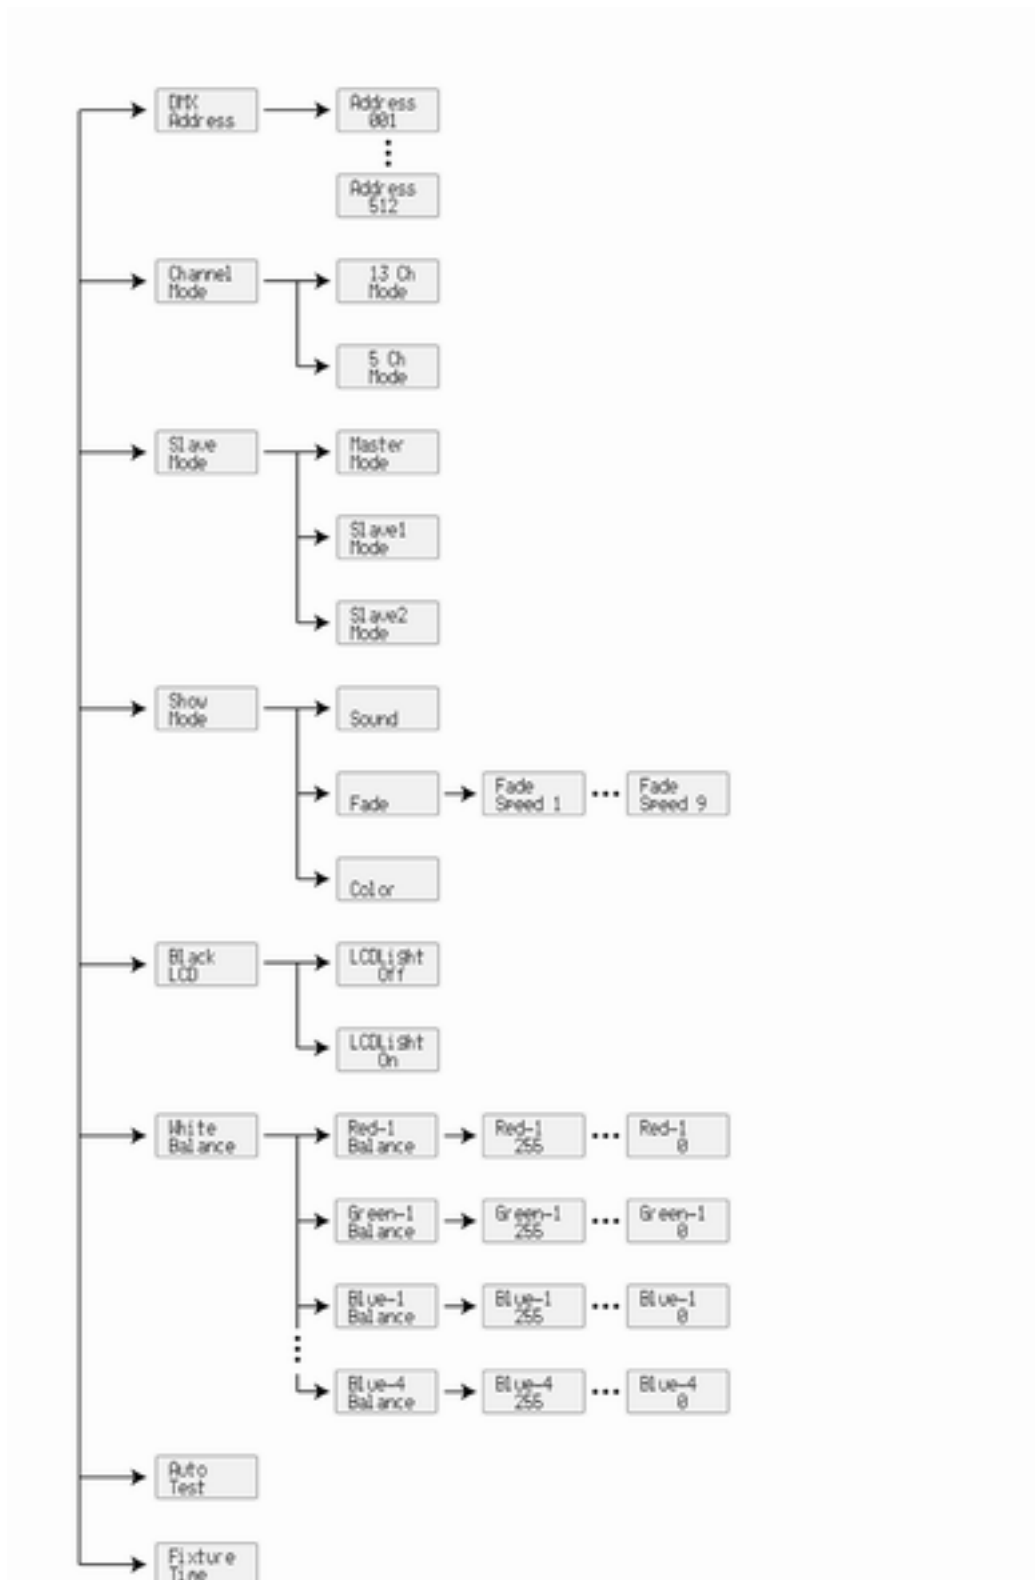 DMX
Address
Address
001
Address
512
Channel
Mode
13 Ch
Mode
5 Ch
Mode
Slave
Mode
Master
Mode
Slave1
Mode
Slave2
Mode
Show
Mode
Sound
Fade
Fade
Speed 1
Fade
Speed 9
Color
Black
LCD
LCDLight
Off
LCDLight
On
White
Balance
Red-1
Balance
Red-1
255
Red-1
0
Green-1
Balance
Green-1
255
Green-1
0
Blue-1
Balance
Blue-1
255
Blue-1
0
Blue-4
Balance
Blue-4
255
Blue-4
0
Auto
Test
Fixture
Time